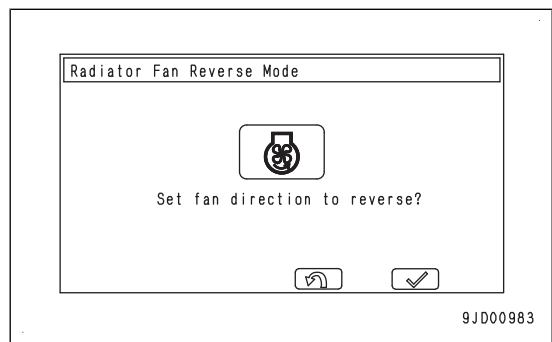 Radiator Fan Reverse Mode
Set fan direction to reverse?
9JD00983